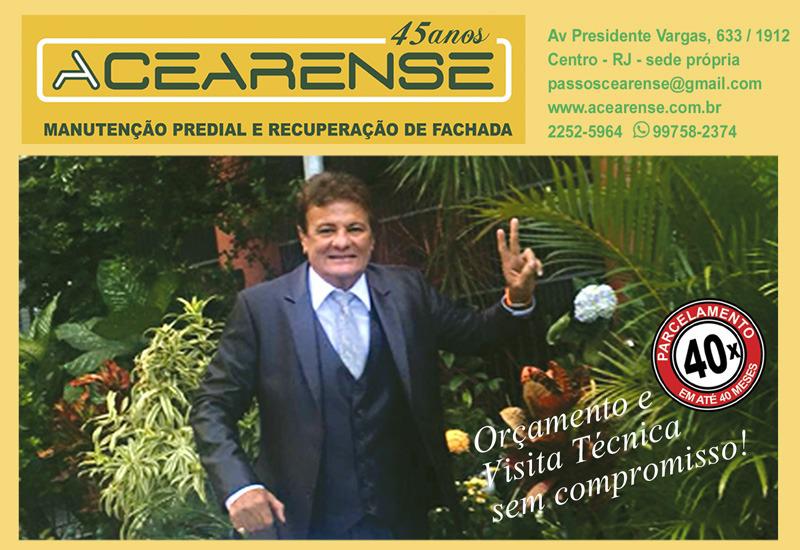 45anos
ACEARENSE
MANUTENÇÃO PREDIAL E RECUPERAÇÃO DE FACHADA
Av Presidente Vargas, 633 / 1912
Centro - RJ - sede própria
passoscearense@gmail.com
www.acearense.com.br
2252-5964 99758-2374
PARCELAMENTO
40x
EM ATÉ 40 MESES
Orçamento e
Visita Técnica
sem compromisso!